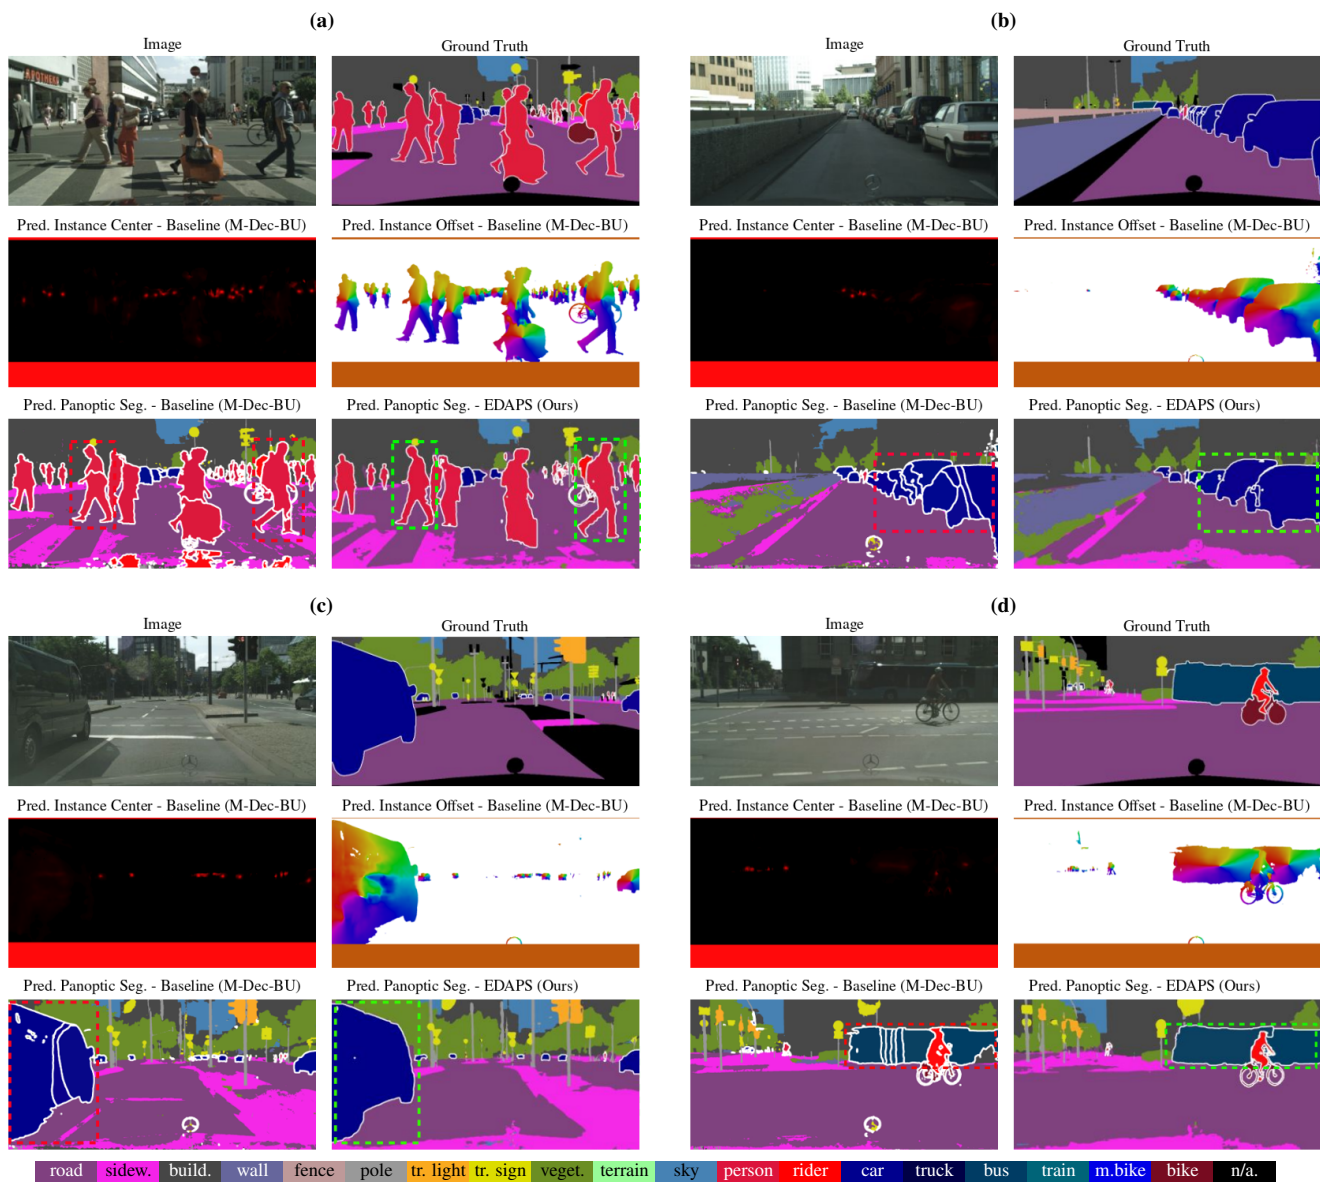 (a)
(b)
Image
Ground Truth
Image
Ground Truth
APOTHEKE
Pred. Instance Center - Baseline (M-Dec-BU)
Pred. Instance Offset - Baseline (M-Dec-BU)
Pred. Instance Center - Baseline (M-Dec-BU)
Pred. Instance Offset - Baseline (M-Dec-BU)
Pred. Panoptic Seg. - Baseline (M-Dec-BU)
Pred. Panoptic Seg. - EDAPS (Ours)
Pred. Panoptic Seg. - Baseline (M-Dec-BU)
Pred. Panoptic Seg. - EDAPS (Ours)
(c)
(d)
Image
Ground Truth
Image
Ground Truth
Pred. Instance Center - Baseline (M-Dec-BU)
Pred. Instance Offset - Baseline (M-Dec-BU)
Pred. Instance Center - Baseline (M-Dec-BU)
Pred. Instance Offset - Baseline (M-Dec-BU)
Pred. Panoptic Seg. - Baseline (M-Dec-BU)
Pred. Panoptic Seg. - EDAPS (Ours)
Pred. Panoptic Seg. - Baseline (M-Dec-BU)
Pred. Panoptic Seg. - EDAPS (Ours)
road sidew. build. wall fence pole tr. light tr. sign veget. terrain sky person rider car truck bus train m.bike bike n/a.